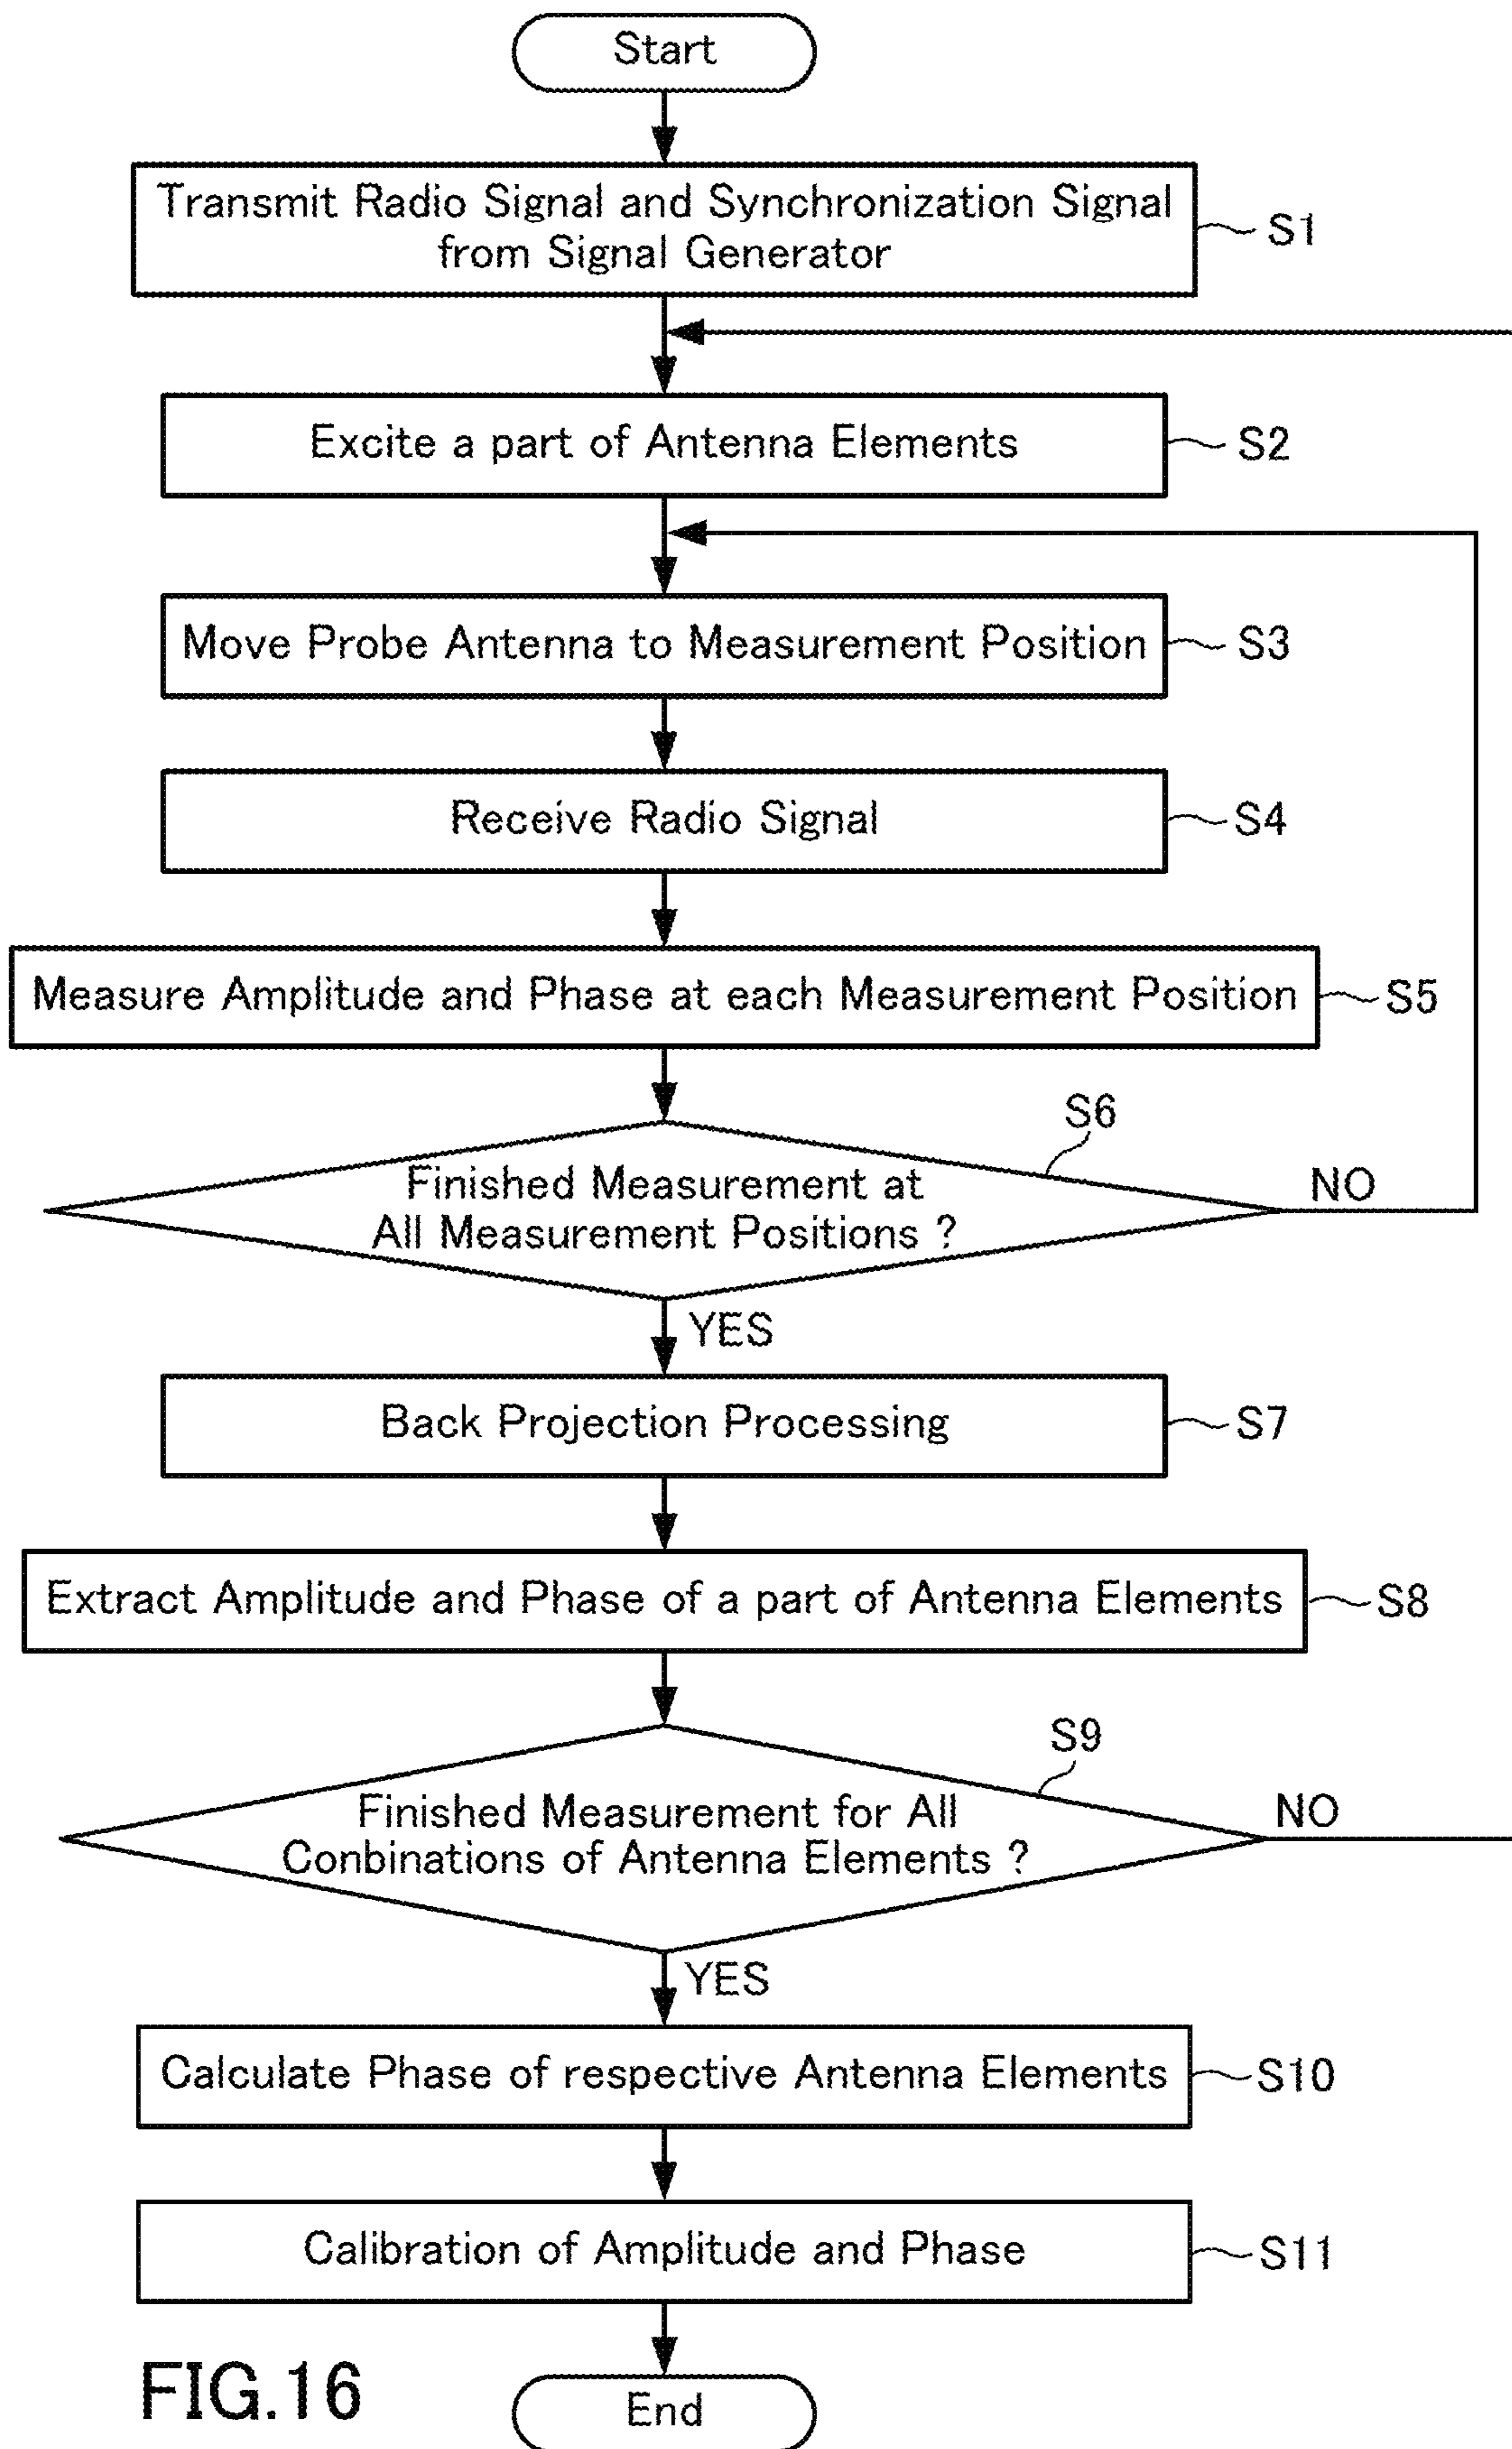 Start
Transmit Radio Signal and Synchronization Signal
from Signal Generator
S1
Excite a part of Antenna Elements
S2
Move Probe Antenna to Measurement Position
S3
Receive Radio Signal
S4
Measure Amplitude and Phase at each Measurement Position
S5
S6
Finished Measurement at
All Measurement Positions ?
NO
YES
Back Projection Processing
S7
Extract Amplitude and Phase of a part of Antenna Elements
S8
S9
Finished Measurement for All
Conbinations of Antenna Elements ?
NO
YES
Calculate Phase of respective Antenna Elements
S10
Calibration of Amplitude and Phase
S11
End
FIG.16